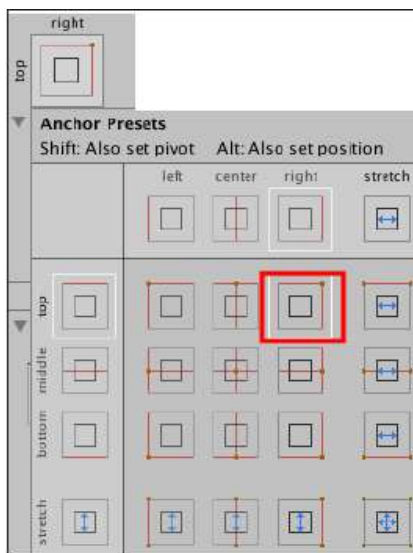 right
top
Anchor Presets
Shift: Also set pivot Alt: Also set position
left center right stretch
top
middle
bottom
stretch